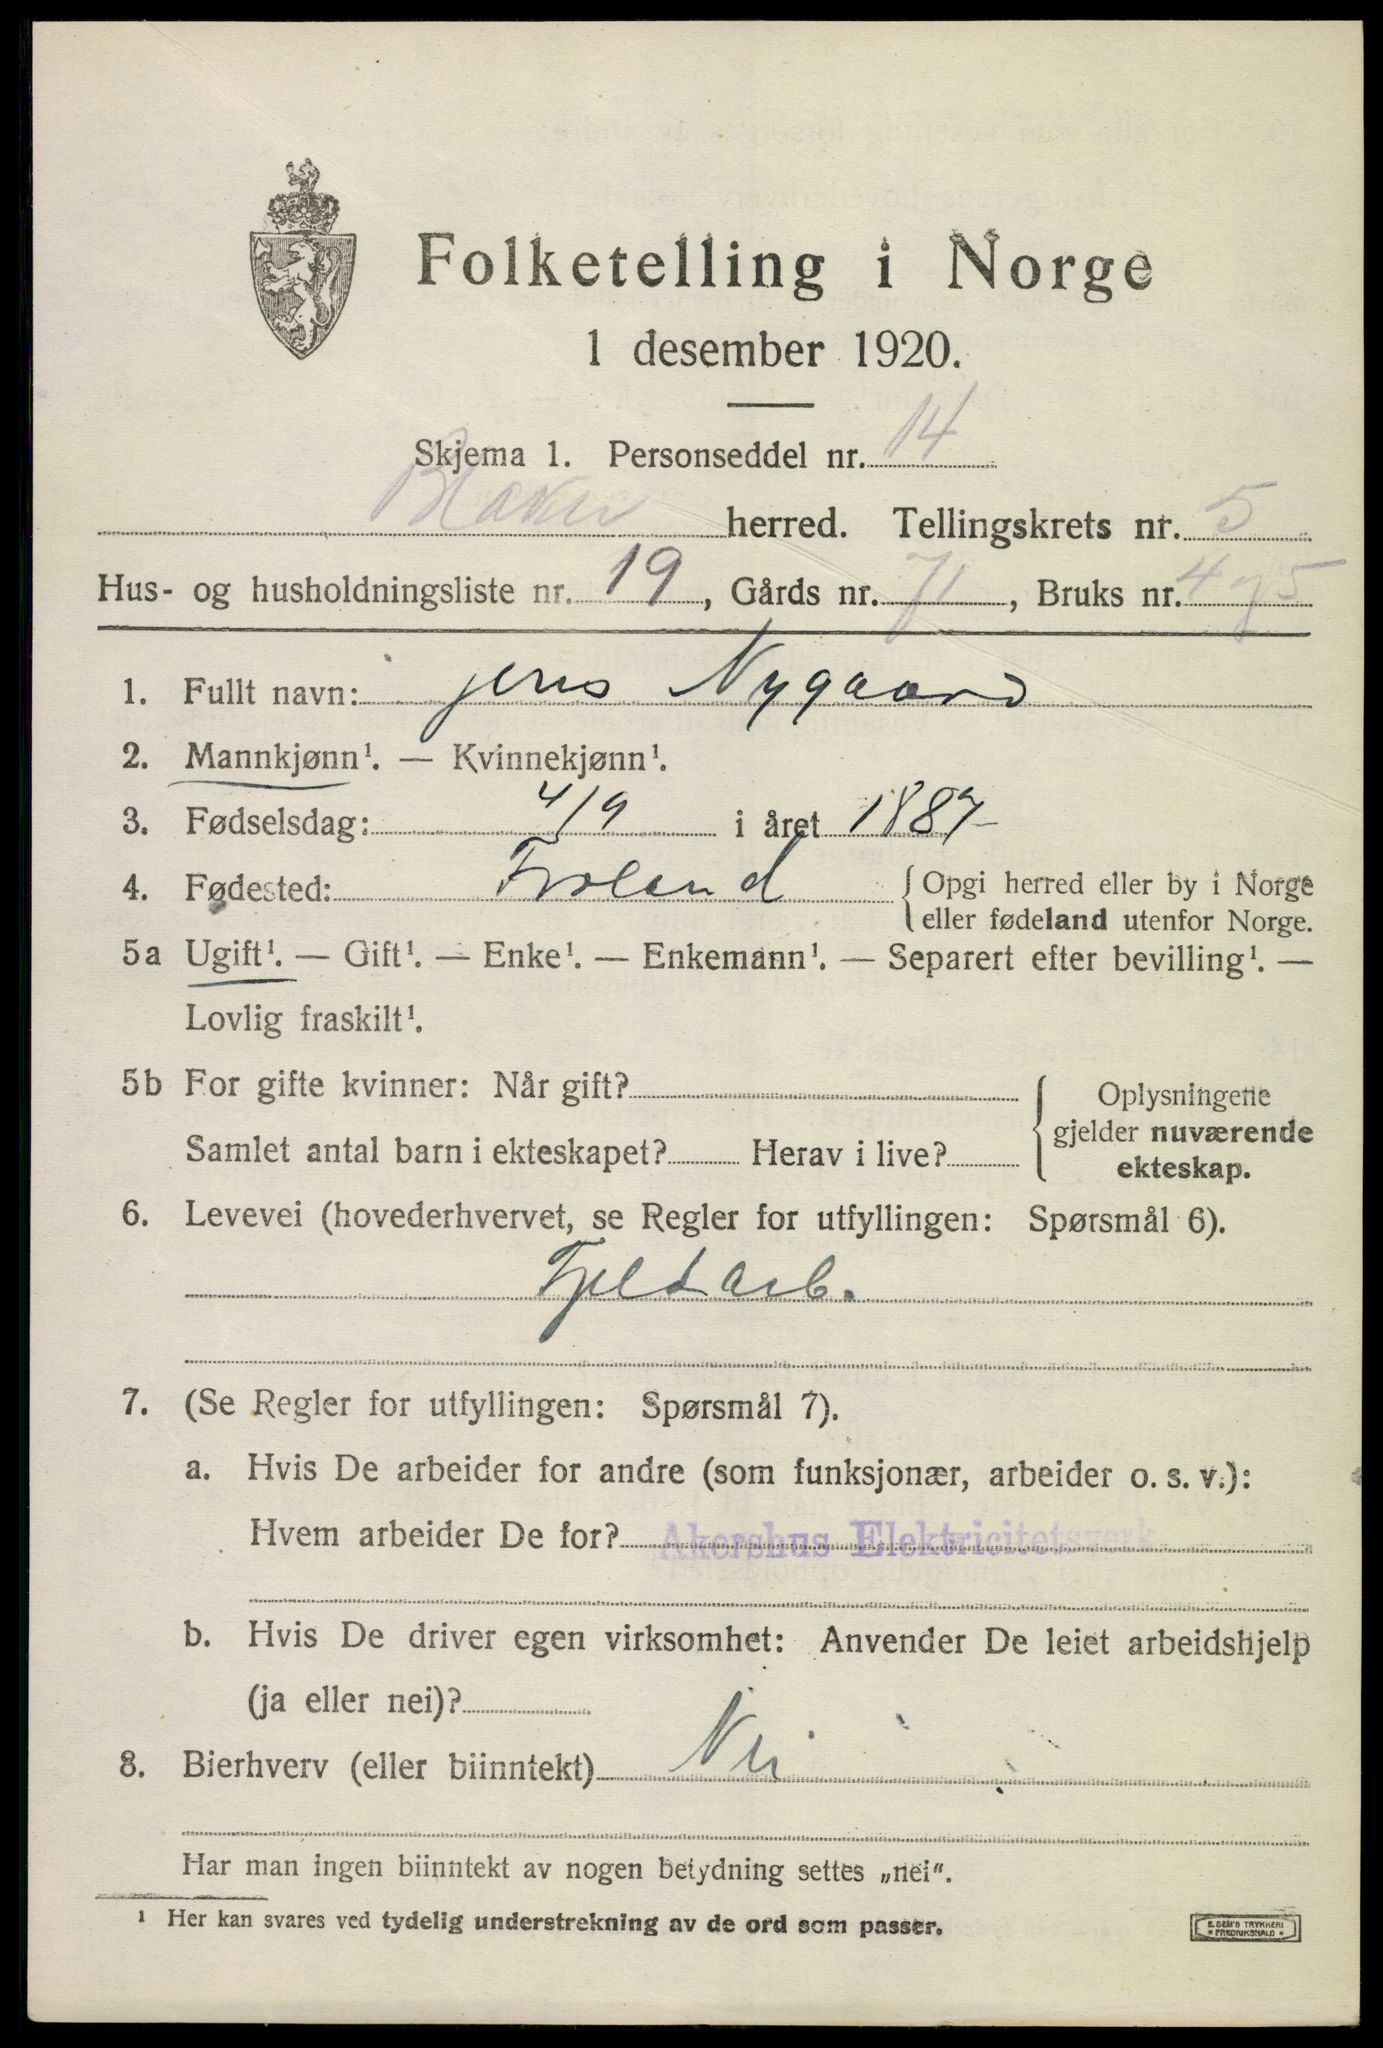 Folketelling i Norge
1 desember 1920.
Skjema 1. Personseddel nr. 14
Blaker herred. Tellingskrets nr. 5
Hus- og husholdningsliste nr. 19, Gårds nr. 71, Bruks nr. 4 og 5
1. Fullt navn: Jens Nygaard
2. Mannkjønn¹. — Kvinnekjønn¹.
3. Fødselsdag: 4/9 i året 1887
4. Fødested: Froland { Opgi herred eller by i Norge
eller fødeland utenfor Norge.
5a Ugift¹. — Gift¹. — Enke¹. — Enkemann¹. — Separert efter bevilling¹. —
Lovlig fraskilt¹.
5b For gifte kvinner: Når gift? { Oplysningene
gjelder nuværende
Samlet antal barn i ekteskapet? Herav i live? ekteskap.
6. Levevei (hovederhvervet, se Regler for utfyllingen: Spørsmål 6).
Fjeldarb.
7. (Se Regler for utfyllingen: Spørsmål 7).
a. Hvis De arbeider for andre (som funksjonær, arbeider o. s. v.):
Hvem arbeider De for? Akershus Elektricitetsverk
b. Hvis De driver egen virksomhet: Anvender De leiet arbeidshjelp
(ja eller nei)?
8. Bierhverv (eller biinntekt) Nei
Har man ingen biinntekt av nogen betydning settes „nei".
¹ Her kan svares ved tydelig understrekning av de ord som passer.
E. SEM'S TRYKKERI
* FREDRIKSHALD *